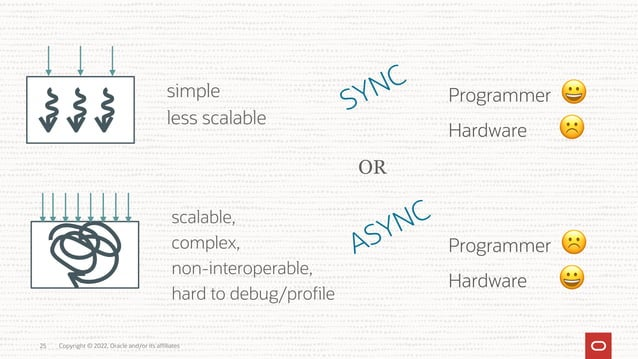 simple
less scalable
SYNC
Programmer 😀
Hardware ☹️
OR
scalable,
complex,
non-interoperable,
hard to debug/profile
ASYNC
Programmer ☹️
Hardware 😀
25 Copyright © 2022, Oracle and/or its affiliates